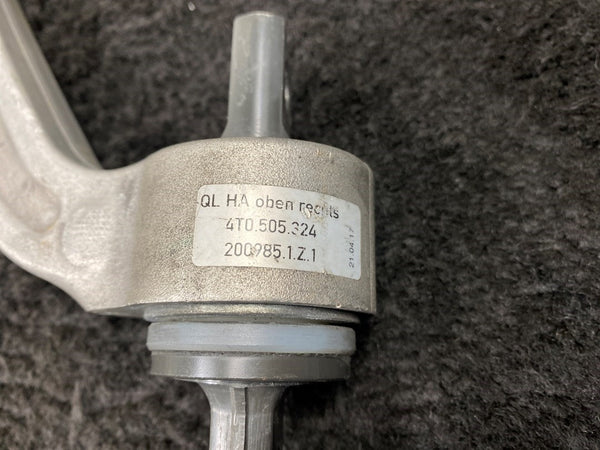 QL HA oben rechts
4T0.505.324
200985.1.Z.1
21.04.17